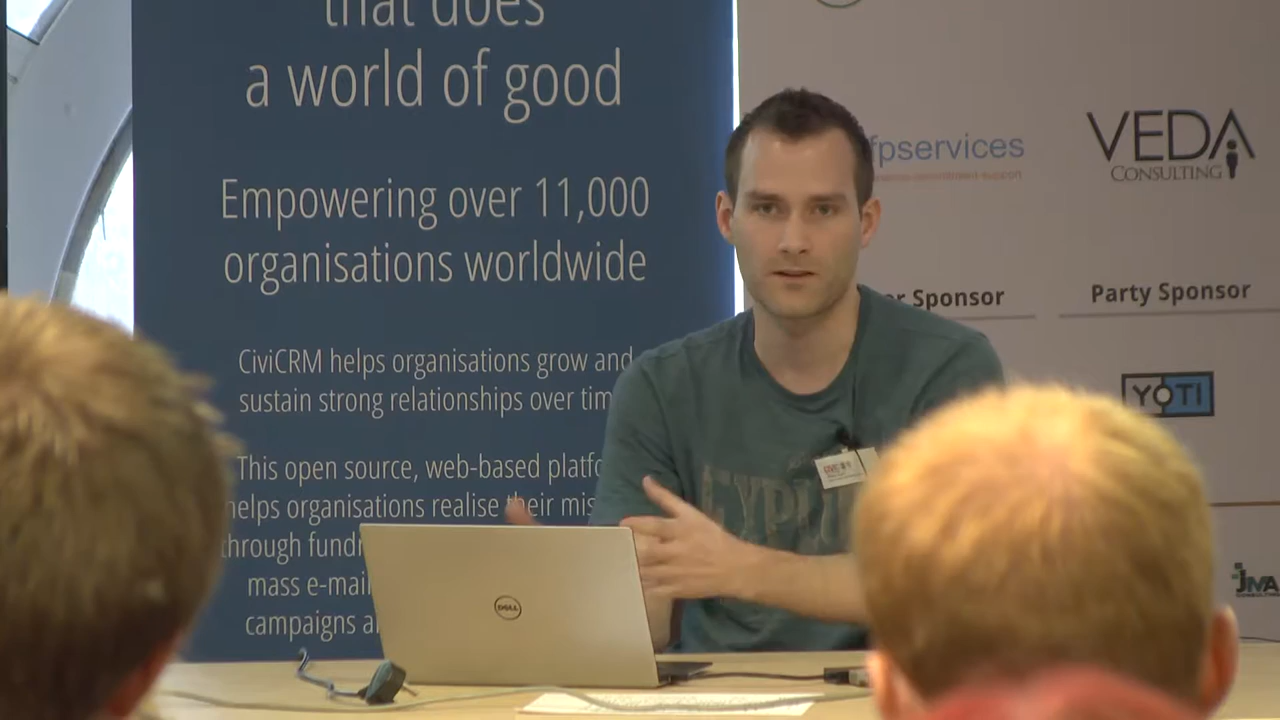 that does
a world of good
Empowering over 11,000
organisations worldwide
CiviCRM helps organisations grow and
sustain strong relationships over tim
This open source, web-based platfo
helps organisations realise their mis
through fundr
mass e-mail
campaigns a
fpservices
VEDA
CONSULTING
Sponsor
Party Sponsor
YOTI
JMA
CONSULTING
DELL